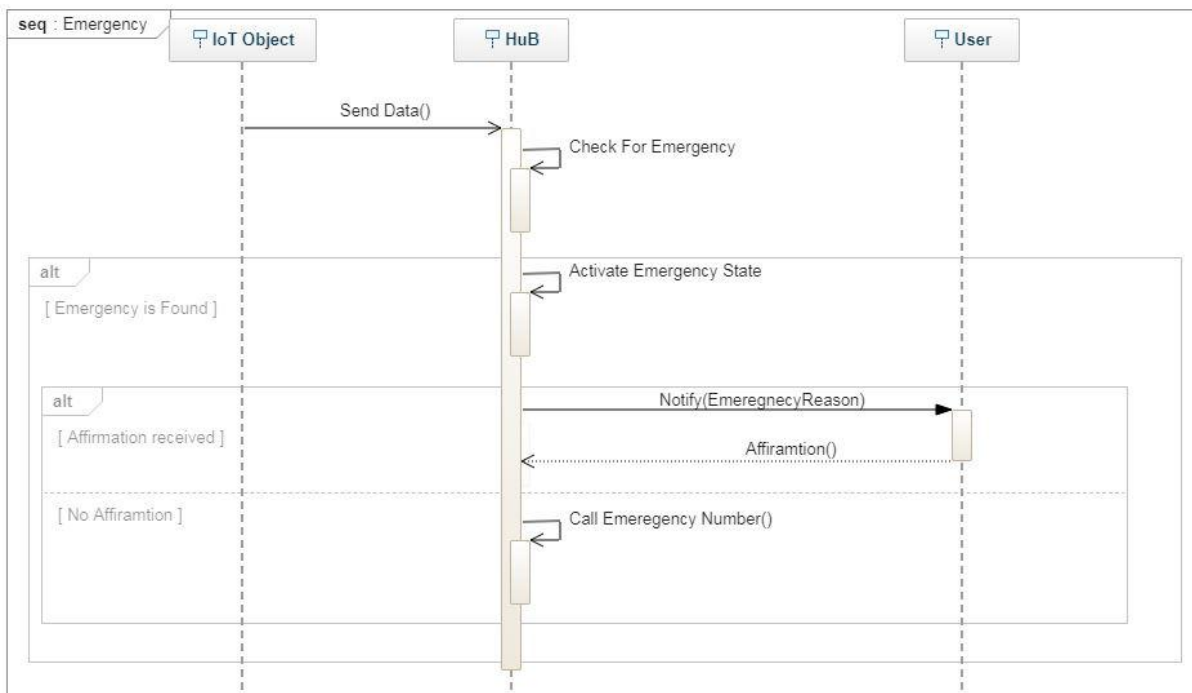 seq : Emergency
IoT Object
HuB
User
Send Data()
Check For Emergency
alt
Activate Emergency State
[ Emergency is Found ]
alt
Notify(EmeregnecyReason)
[ Affirmation received ]
Affiramtion()
[ No Affiramtion ]
Call Emeregency Number()